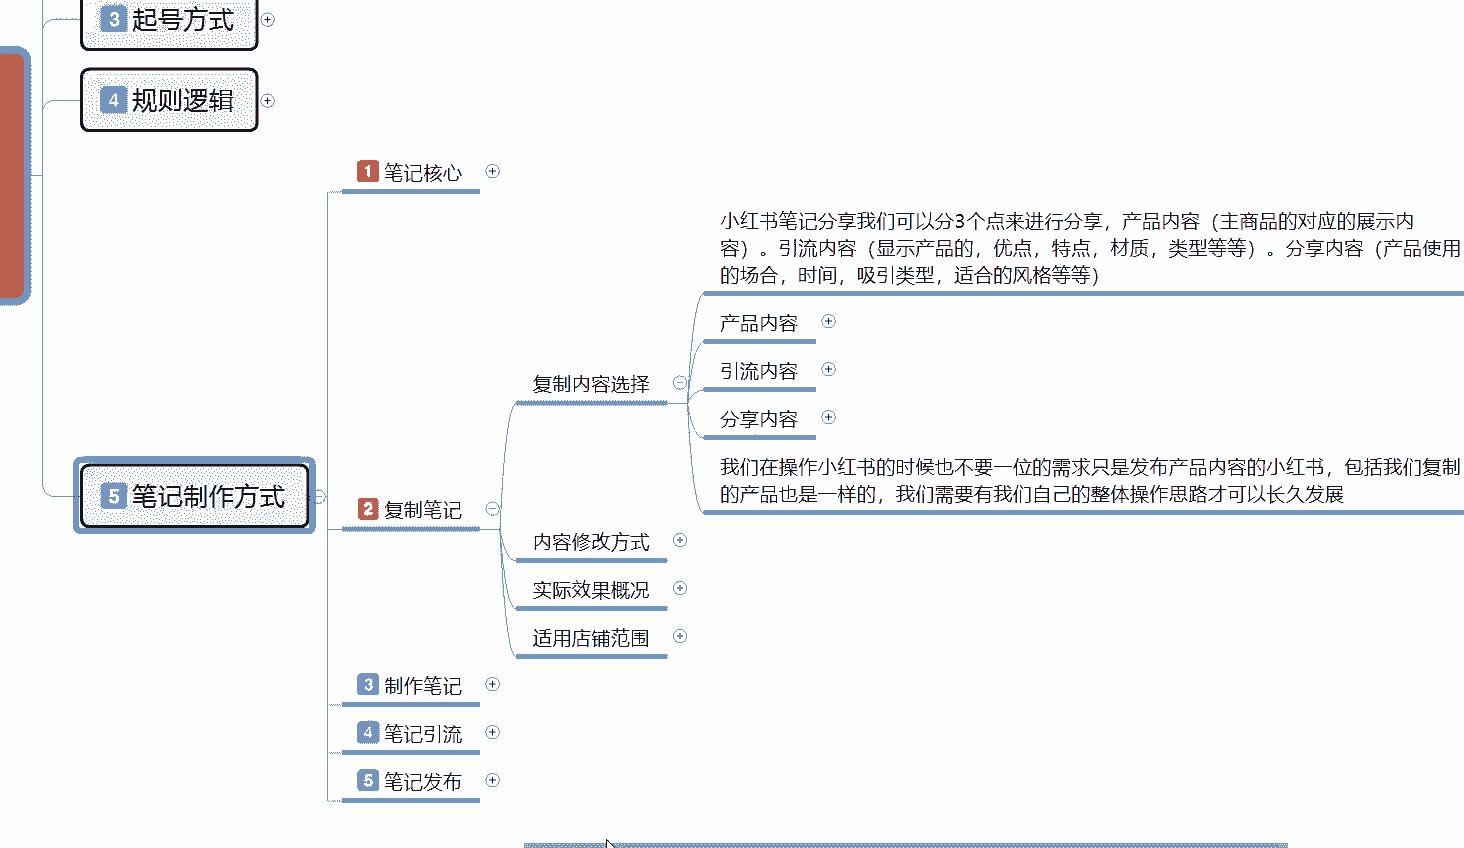 3 起号方式
4 规则逻辑
1 笔记核心
小红书笔记分享我们可以分3个点来进行分享，产品内容（主商品的对应的展示内
容）。引流内容（显示产品的，优点，特点，材质，类型等等）。分享内容（产品使用
的场合，时间，吸引类型，适合的风格等等）
产品内容
引流内容
复制内容选择
分享内容
我们在操作小红书的时候也不要一位的需求只是发布产品内容的小红书，包括我们复制
的产品也是一样的，我们需要有我们自己的整体操作思路才可以长久发展
5 笔记制作方式
2 复制笔记
内容修改方式
实际效果概况
适用店铺范围
3 制作笔记
4 笔记引流
5 笔记发布